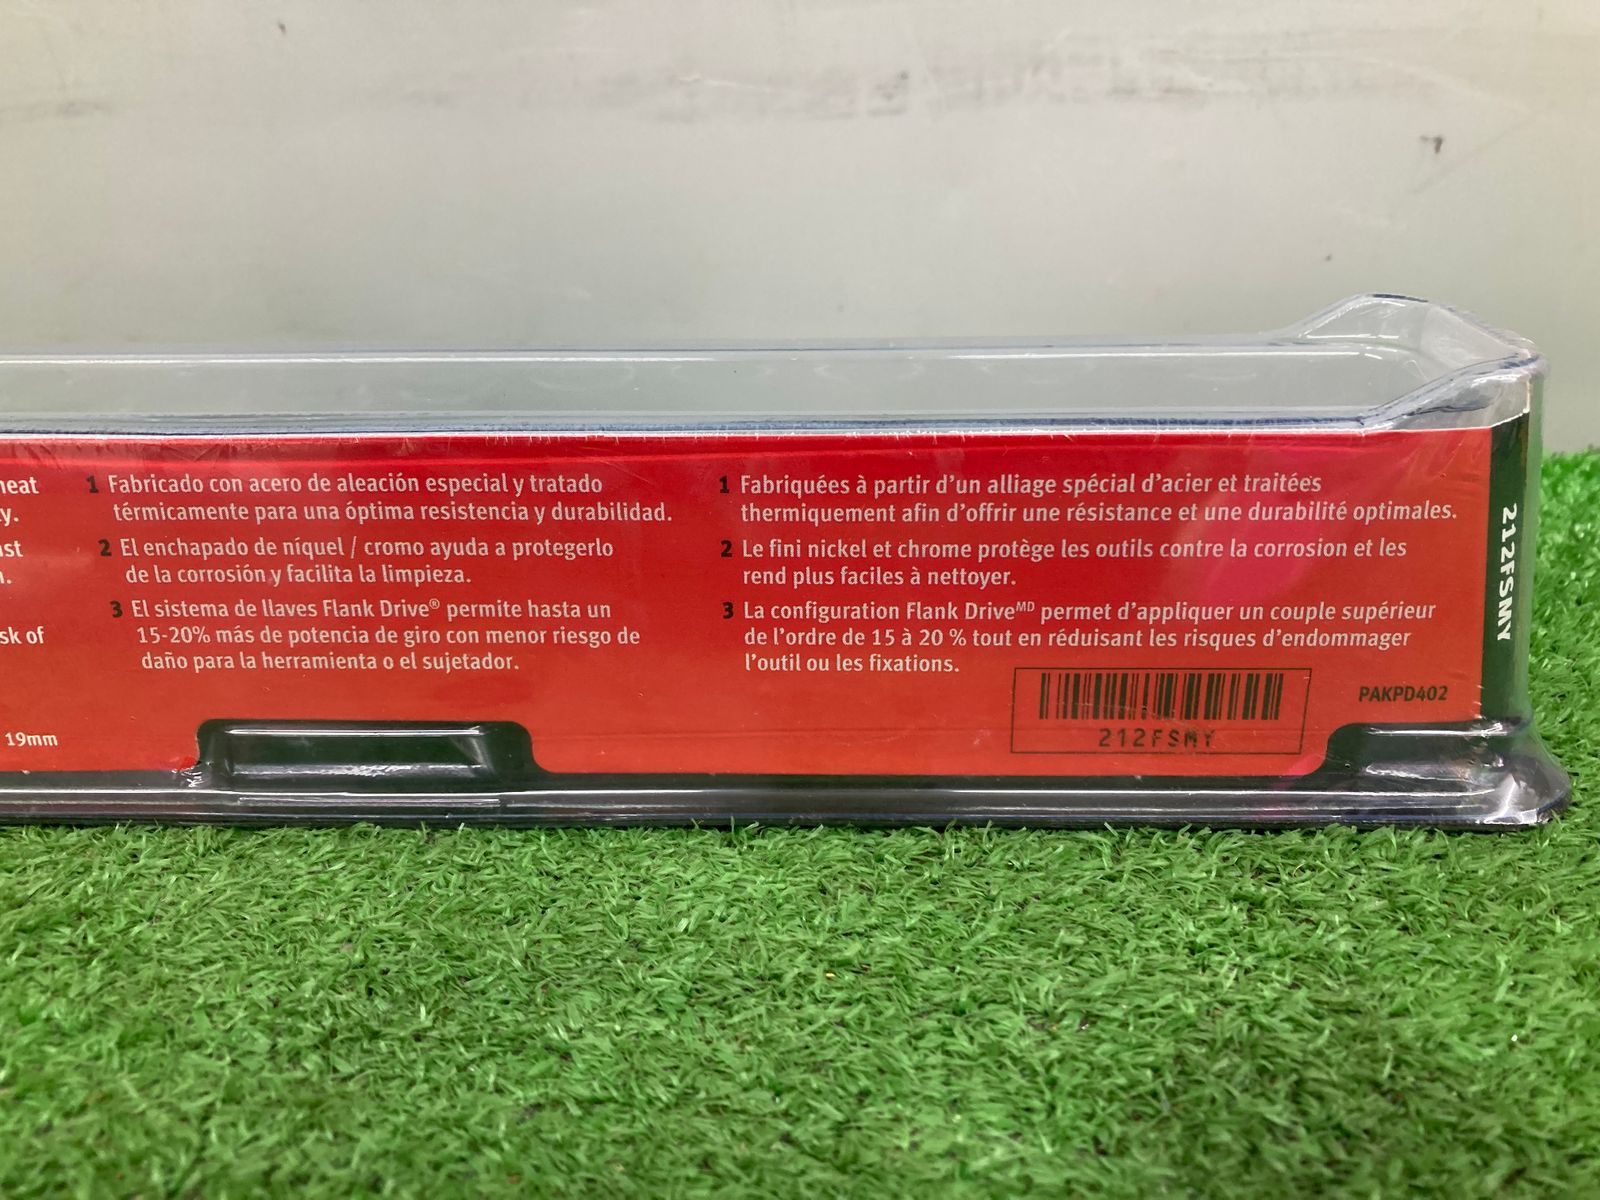 heat
y.
sk of
19mm
1 Fabricado con acero de aleación especial y tratado
térmicamente para una óptima resistencia y durabilidad.
2 El enchapado de níquel / cromo ayuda a protegerlo
de la corrosión y facilita la limpieza.
3 El sistema de llaves Flank Drive® permite hasta un
15-20% más de potencia de giro con menor riesgo de
daño para la herramienta o el sujetador.
1 Fabriquées à partir d'un alliage spécial d'acier et traitées
thermiquement afin d'offrir une résistance et une durabilité optimales.
2 Le fini nickel et chrome protège les outils contre la corrosion et les
rend plus faciles à nettoyer.
3 La configuration Flank Drive MD permet d'appliquer un couple supérieur
de l'ordre de 15 à 20 % tout en réduisant les risques d'endommager
l'outil ou les fixations.
212FSMY
PAKPD402
212FSMY